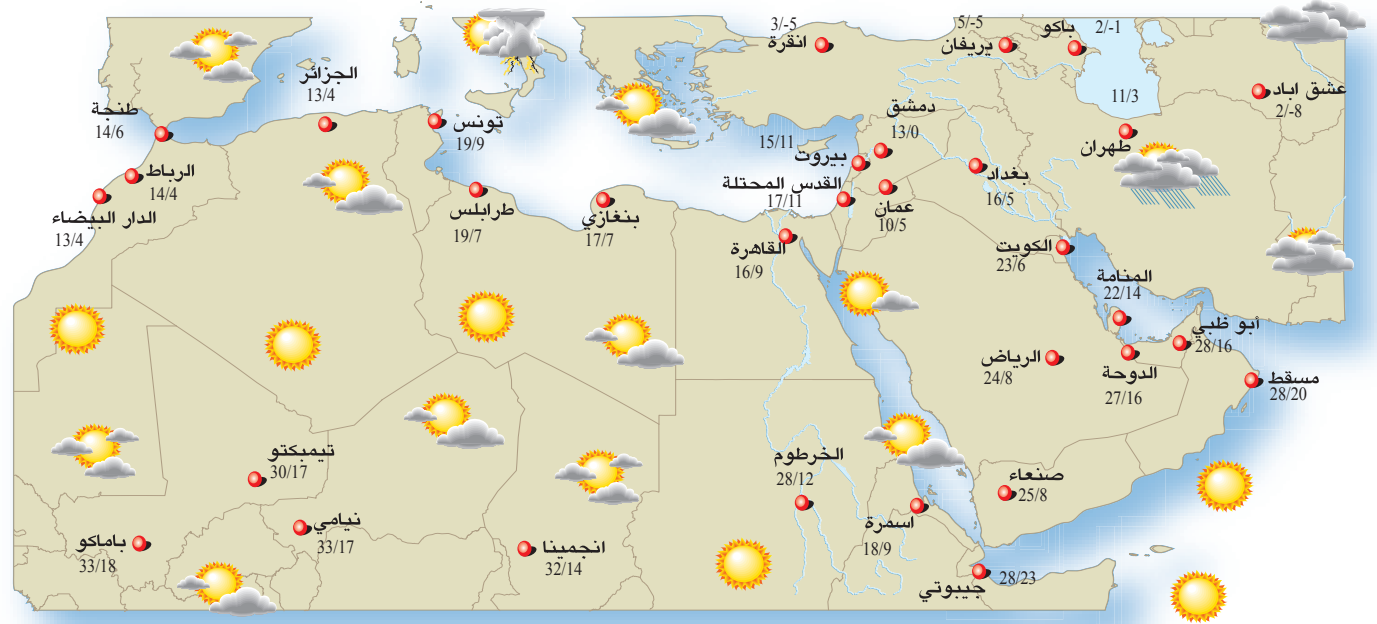 3/-5
انقرة
5/-5
يريفان
باكو
2/-1
عشق اباد
2/-8
11/3
طهران
الجزائر
13/4
طنجة
14/6
تونس
19/9
دمشق
13/0
15/11
بيروت
بغداد
16/5
الرباط
14/4
الدار البيضاء
13/4
طرابلس
19/7
بنغازي
17/7
القدس المحتلة
17/11
عمان
10/5
القاهرة
16/9
الكويت
23/6
المنامة
22/14
أبو ظبي
28/16
الرياض
24/8
الدوحة
27/16
مسقط
28/20
تيمبكتو
30/17
الخرطوم
28/12
صنعاء
25/8
اسمرة
18/9
نيامي
33/17
باماكو
33/18
انجمينا
32/14
28/23
جيبوتي